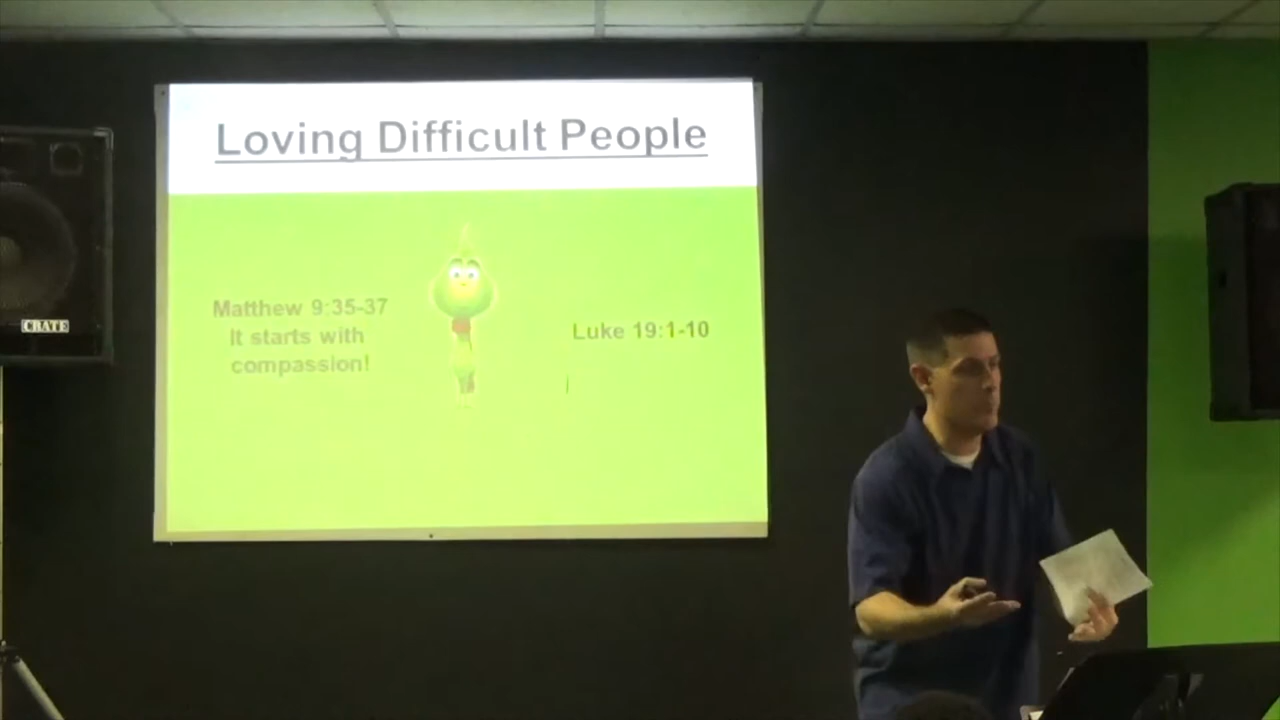 Loving Difficult People
Matthew 9:35-37
It starts with
compassion!
Luke 19:1-10
CRATE